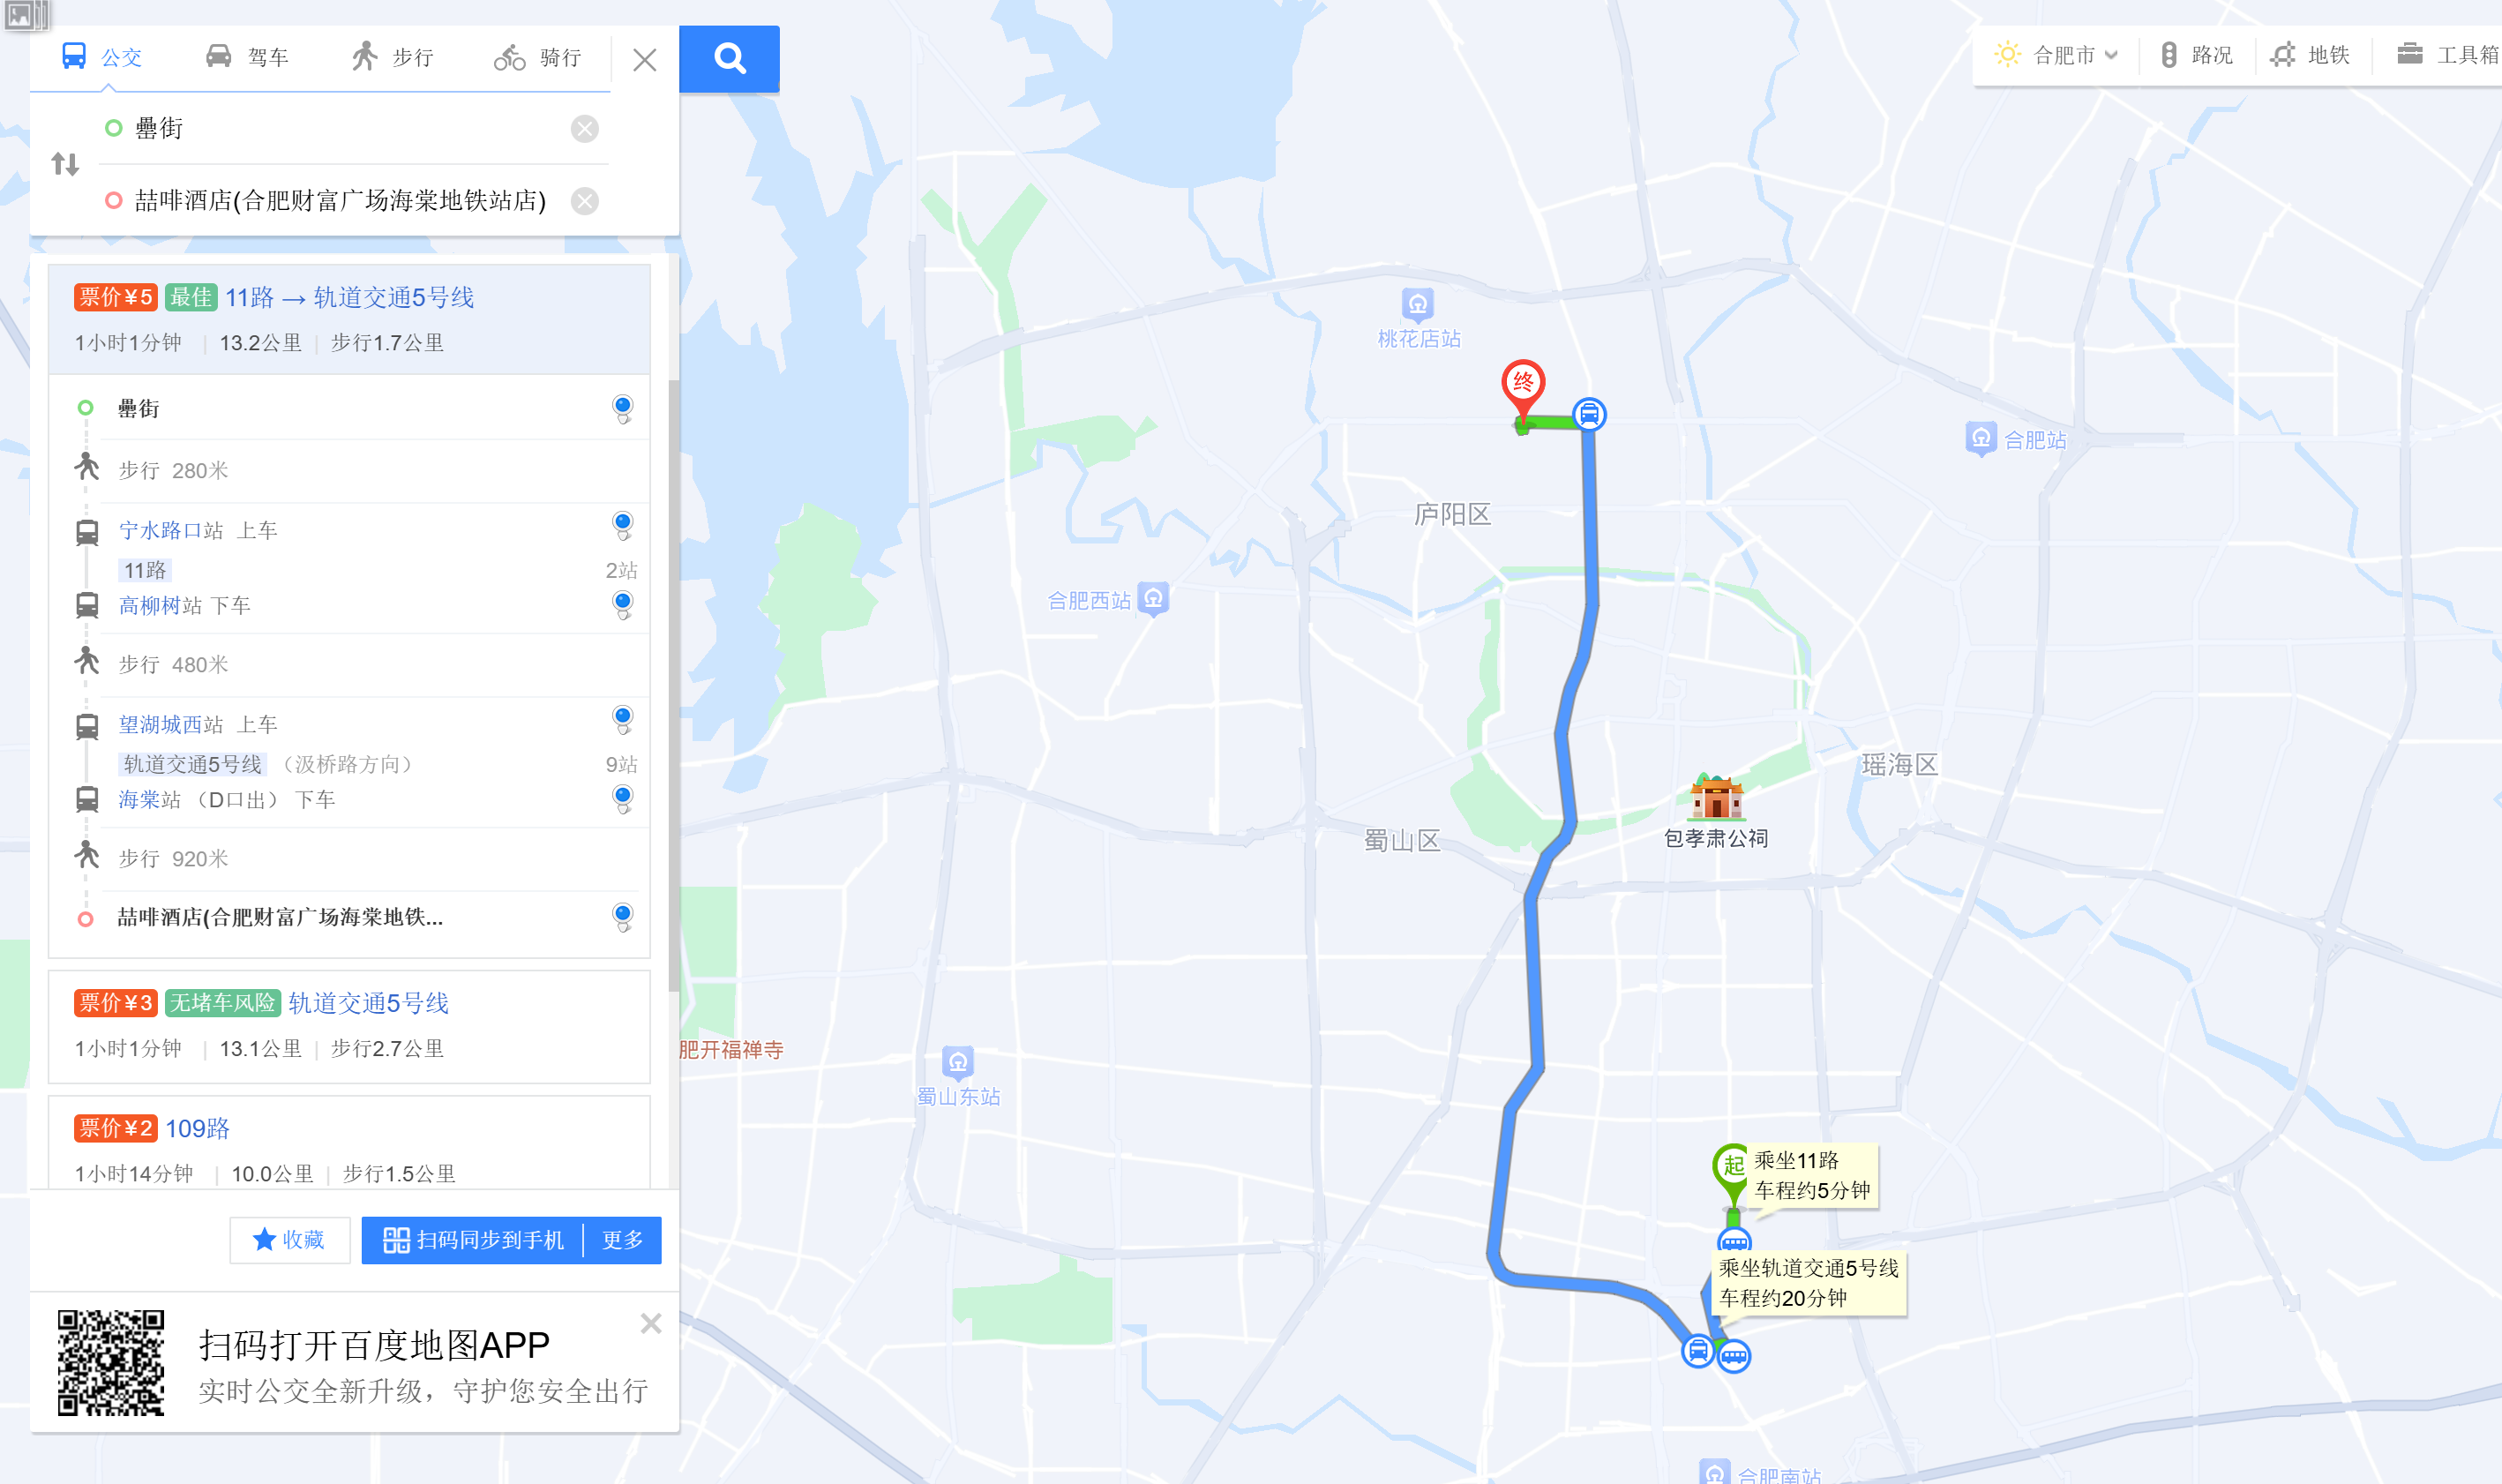 公交
驾车
步行
骑行
罍街
喆啡酒店(合肥财富广场海棠地铁站店)
票价¥5 最佳 11路 → 轨道交通5号线
1小时1分钟 | 13.2公里 | 步行1.7公里
罍街
步行 280米
宁水路口站 上车
11路 2站
高柳树站 下车
步行 480米
望湖城西站 上车
轨道交通5号线 （汲桥路方向） 9站
海棠站 （D口出） 下车
步行 920米
喆啡酒店(合肥财富广场海棠地铁...
票价¥3 无堵车风险 轨道交通5号线
1小时1分钟 | 13.1公里 | 步行2.7公里
票价¥2 109路
1小时14分钟 | 10.0公里 | 步行1.5公里
收藏
扫码同步到手机
更多
扫码打开百度地图APP
实时公交全新升级，守护您安全出行
合肥市
路况
地铁
工具箱
桃花店站
终
合肥站
庐阳区
合肥西站
瑶海区
包孝肃公祠
蜀山区
肥开福禅寺
蜀山东站
起
乘坐11路
车程约5分钟
乘坐轨道交通5号线
车程约20分钟
合肥南站